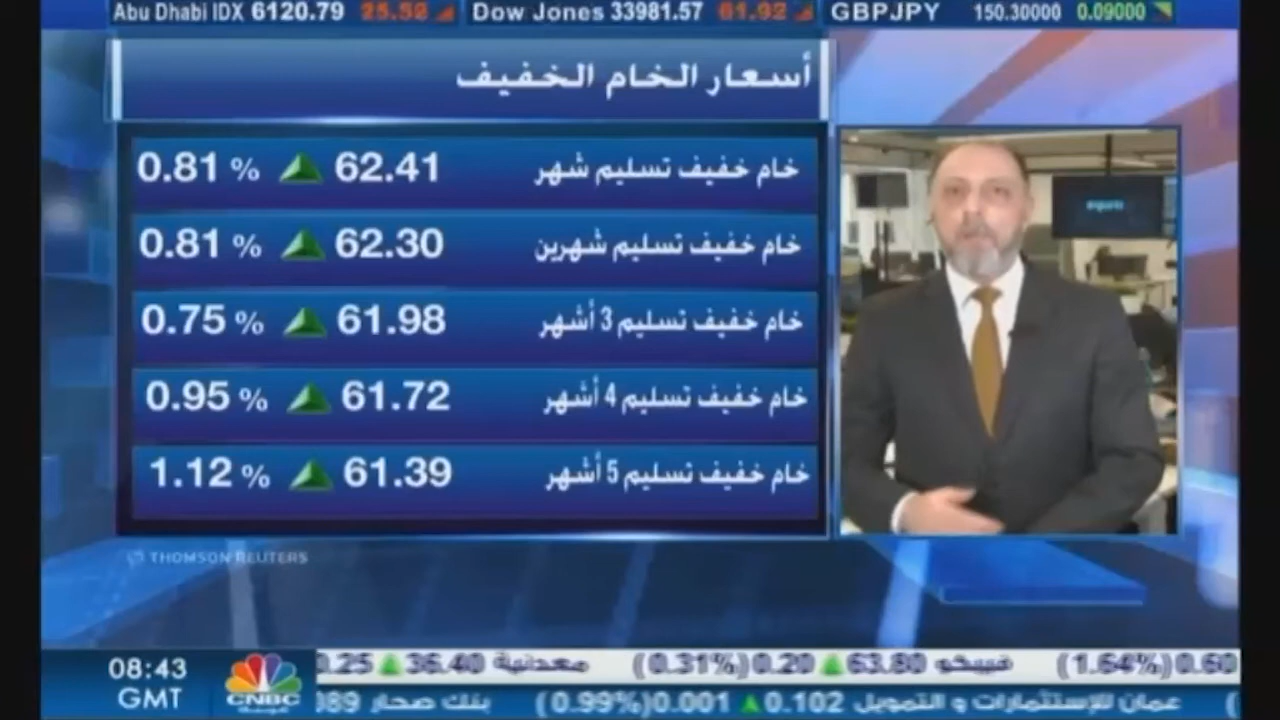 Abu Dhabi IDX 6120.79 25.52 Dow Jones 33981.57 61.92 GBPJPY 150.30000 0.09000
أسعار الخام الخفيف
خام خفيف تسليم شهر 62.41 0.81 %
خام خفيف تسليم شهرين 62.30 0.81 %
خام خفيف تسليم 3 أشهر 61.98 0.75 %
خام خفيف تسليم 4 أشهر 61.72 0.95 %
خام خفيف تسليم 5 أشهر 61.39 1.12 %
THOMSON REUTERS
equiti
08:43
GMT
CNBC
عربية
0.60(1.64%) فيبكو 63.80 0.20(0.31%) معدنية 36.40 0.25
عمان للإستثمارات و التمويل 0.102 0.001(0.99%) بنك صحار 089